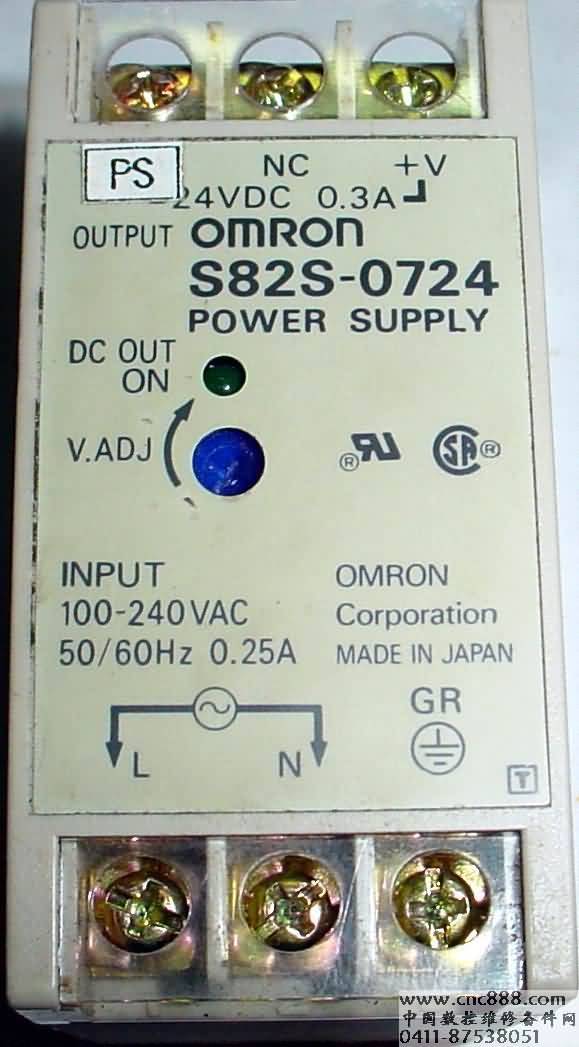 PS
NC +V
24VDC 0.3A
OUTPUT OMRON
S82S-0724
POWER SUPPLY
DC OUT
ON
V.ADJ
® RU SA ®
INPUT
100-240VAC
50/60Hz 0.25A
OMRON
Corporation
MADE IN JAPAN
GR
L N
T
www.cnc888.com
中国数控维修备件网
0411-87538051